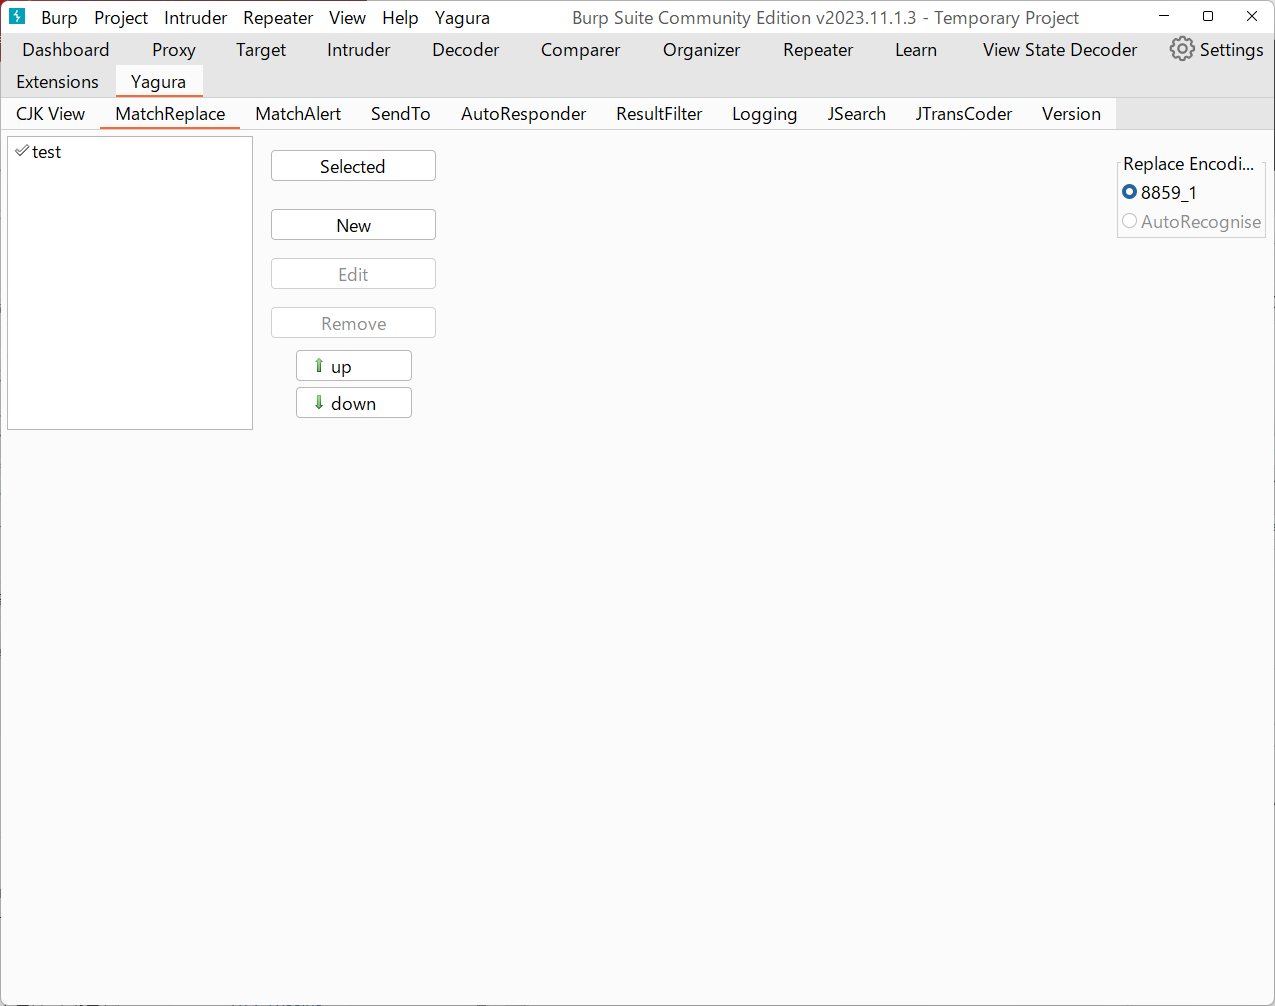 Burp Project Intruder Repeater View Help Yagura Burp Suite Community Edition v2023.11.1.3 - Temporary Project
Dashboard Proxy Target Intruder Decoder Comparer Organizer Repeater Learn View State Decoder Settings
Extensions Yagura
CJK View MatchReplace MatchAlert SendTo AutoResponder ResultFilter Logging JSearch JTransCoder Version
test
Selected
New
Edit
Remove
up
down
Replace Encodi...
8859_1
AutoRecognise